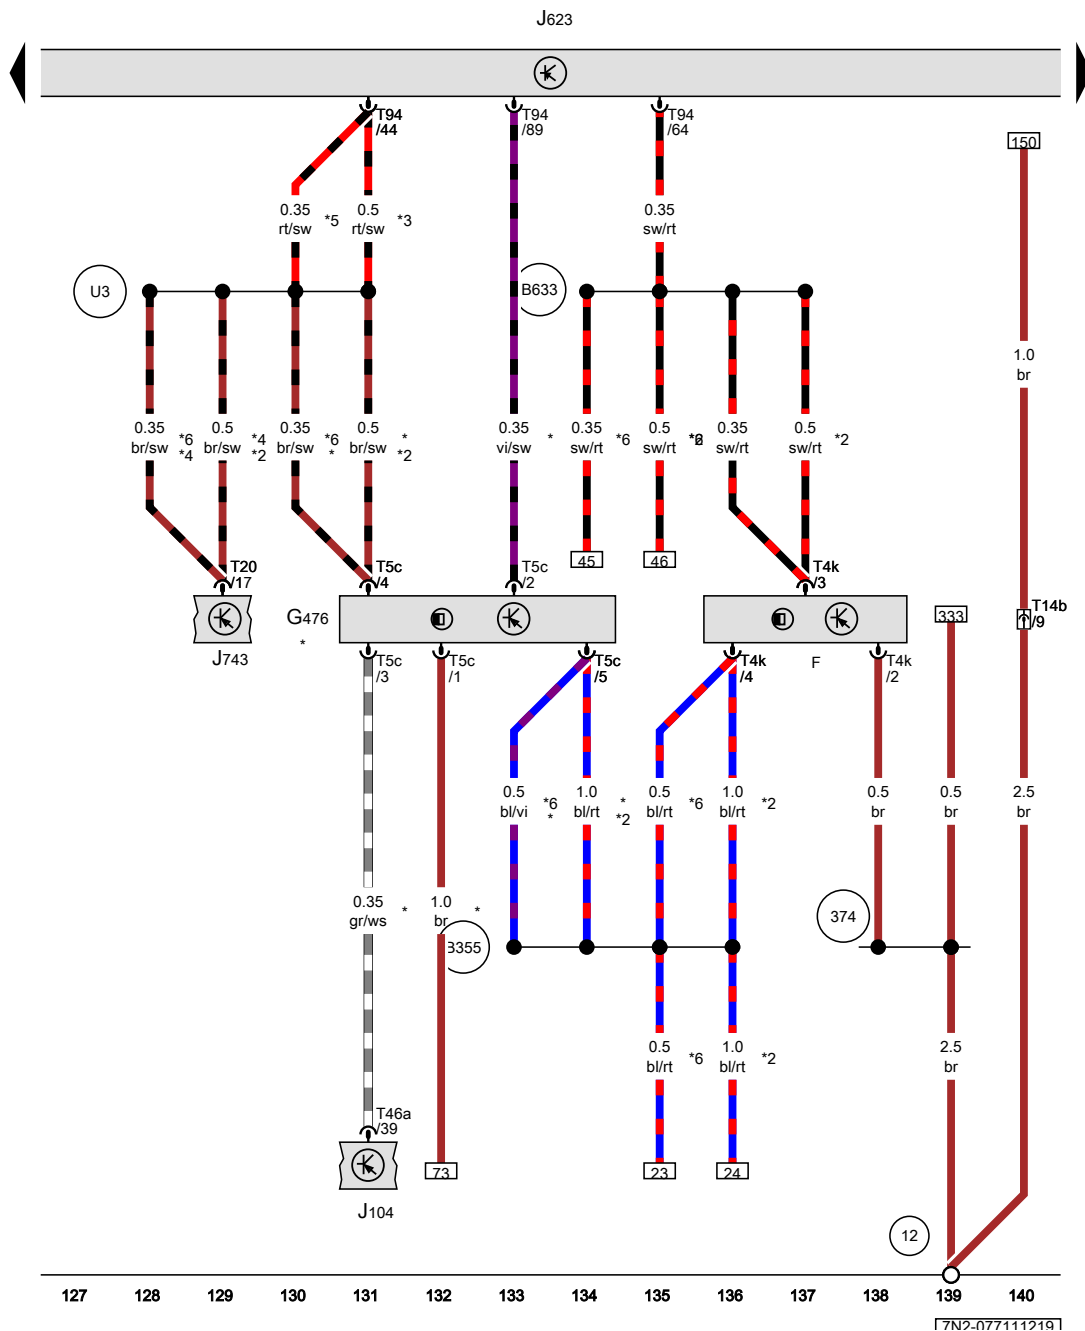 J623
T94
/44
T94
/89
T94
/64
150
0.35
rt/sw
*5
0.5
rt/sw
*3
0.35
sw/rt
U3
B633
1.0
br
0.35
br/sw
*6
*4
0.5
br/sw
*4
*2
0.35
br/sw
*6
*
0.5
br/sw
*
*2
0.35
vi/sw
*
0.35
sw/rt
*6
0.5
sw/rt
0.35
sw/rt
0.5
sw/rt
*2
45
46
T20
/17
T5c
/4
T5c
/2
T4k
/3
J743
G476
*
F
333
T14b
/9
T5c
/3
T5c
/1
T5c
/5
T4k
/4
T4k
/2
0.5
bl/vi
*6
*
1.0
bl/rt
*
*2
0.5
bl/rt
*6
1.0
bl/rt
*2
0.5
br
0.5
br
2.5
br
0.35
gr/ws
*
1.0
br
*
B355
374
0.5
bl/rt
*6
1.0
bl/rt
*2
2.5
br
T46a
/39
J104
73
23
24
12
127 128 129 130 131 132 133 134 135 136 137 138 139 140
7N2-077111219